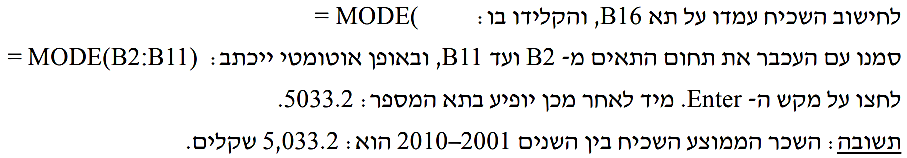 לחישוב השכיח עמדו על תא B16, והקלידו בו: = MODE(
סמנו עם העכבר את תחום התאים מ- B2 ועד B11, ובאופן אוטומטי ייכתב: = MODE(B2:B11)
לחצו על מקש ה- Enter. מיד לאחר מכן יופיע בתא המספר: 5033.2.
תשובה: השכר הממוצע השכיח בין השנים 2001–2010 הוא: 5,033.2 שקלים.